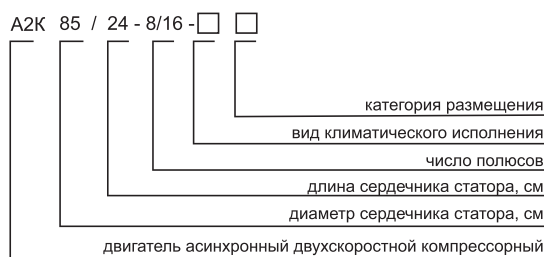 А2К 85 / 24 - 8/16 -□ □
категория размещения
вид климатического исполнения
число полюсов
длина сердечника статора, см
диаметр сердечника статора, см
двигатель асинхронный двухскоростной компрессорный